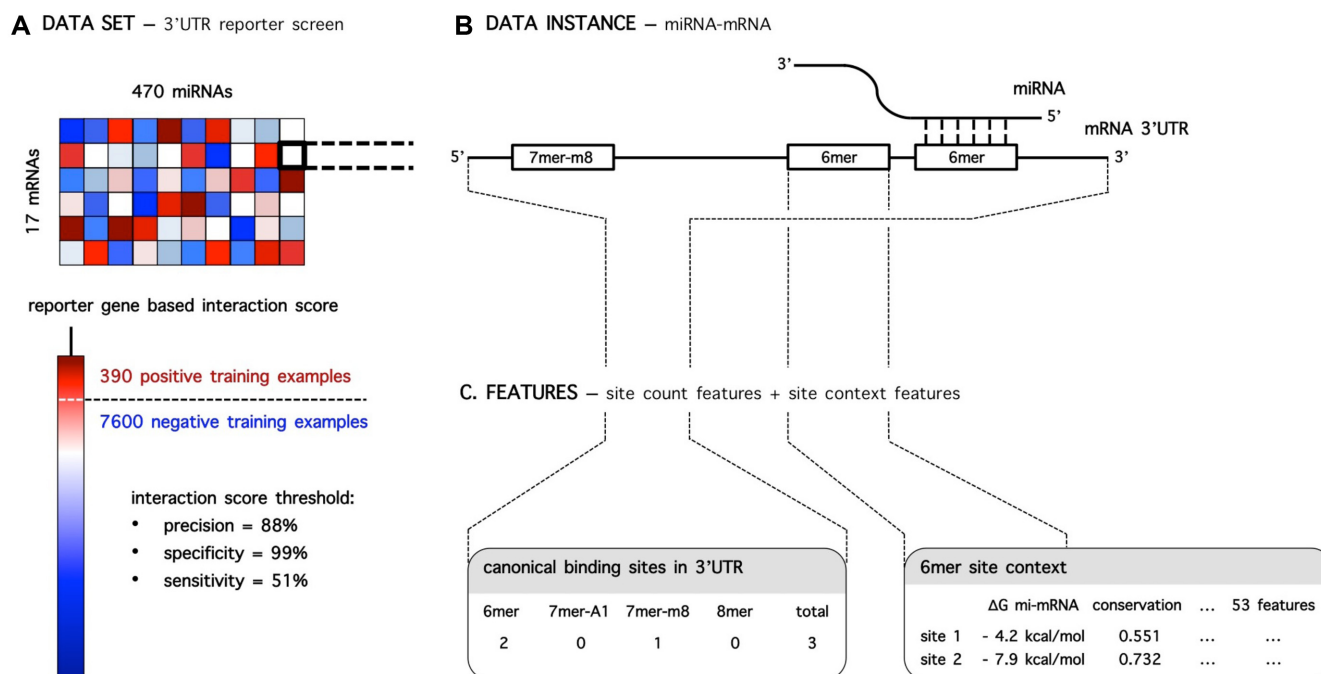 A DATA SET – 3'UTR reporter screen
470 miRNAs
17 mRNAs
reporter gene based interaction score
390 positive training examples
7600 negative training examples
interaction score threshold:
• precision = 88%
• specificity = 99%
• sensitivity = 51%
B DATA INSTANCE – miRNA-mRNA
3'
miRNA
5'
mRNA 3'UTR
5'
7mer-m8
6mer
6mer
3'
C. FEATURES – site count features + site context features
canonical binding sites in 3'UTR
6mer 7mer-A1 7mer-m8 8mer total
2 0 1 0 3
6mer site context
ΔG mi-mRNA conservation ... 53 features
site 1 - 4.2 kcal/mol 0.551 ... ...
site 2 - 7.9 kcal/mol 0.732 ... ...